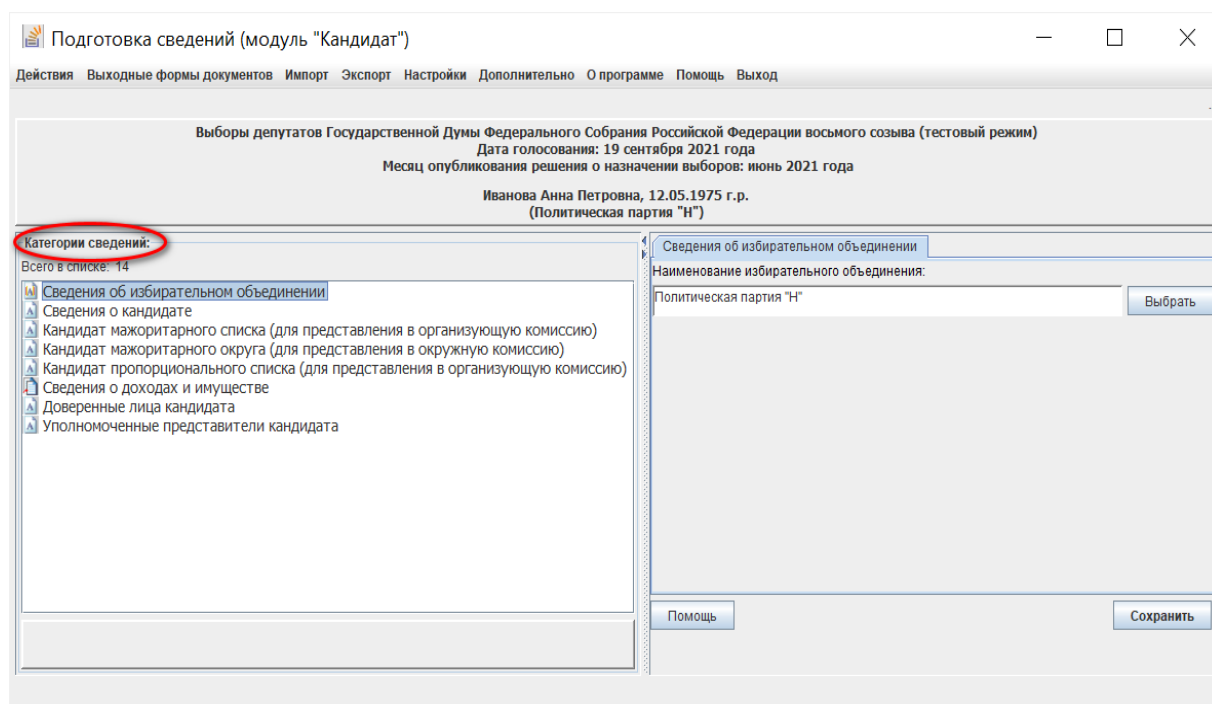 Подготовка сведений (модуль "Кандидат")
Действия Выходные формы документов Импорт Экспорт Настройки Дополнительно О программе Помощь Выход
Выборы депутатов Государственной Думы Федерального Собрания Российской Федерации восьмого созыва (тестовый режим)
Дата голосования: 19 сентября 2021 года
Месяц опубликования решения о назначении выборов: июнь 2021 года
Иванова Анна Петровна, 12.05.1975 г.р.
(Политическая партия "Н")
Категории сведений:
Всего в списке: 14
Сведения об избирательном объединении
Сведения о кандидате
Кандидат мажоритарного списка (для представления в организующую комиссию)
Кандидат мажоритарного округа (для представления в окружную комиссию)
Кандидат пропорционального списка (для представления в организующую комиссию)
Сведения о доходах и имуществе
Доверенные лица кандидата
Уполномоченные представители кандидата
Сведения об избирательном объединении
Наименование избирательного объединения:
Политическая партия "Н"
Выбрать
Помощь
Сохранить